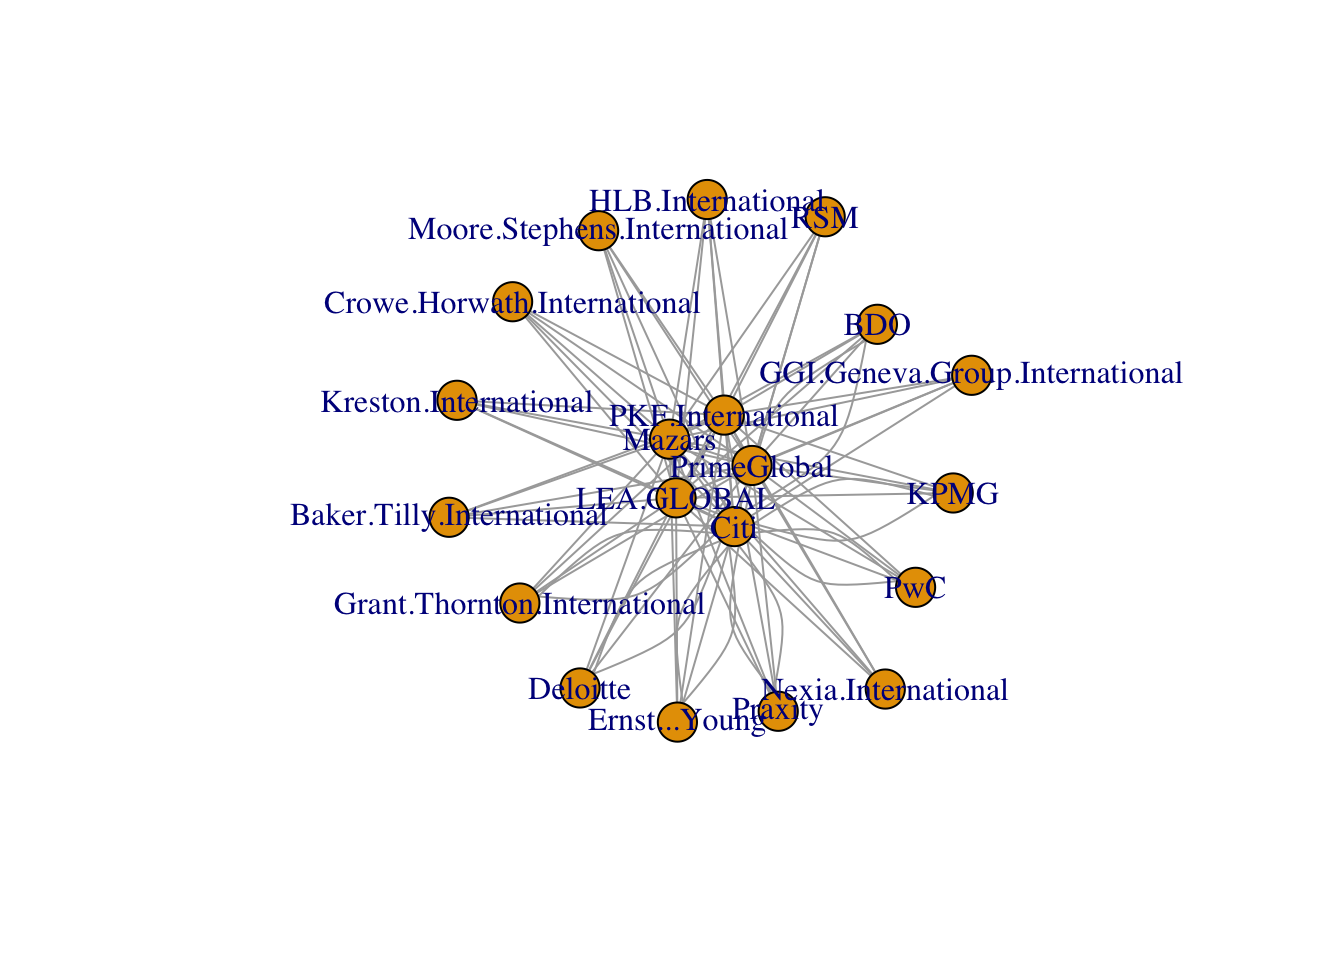 HLB.International
RSM
Moore.Stephens.International
Crowe.Horwath.International
BDO
GGI.Geneva.Group.International
Kreston.International
PKF.International
Mazars
PrimeGlobal
LEA.GLOBAL
KPMG
Baker.Tilly.International
Citi
PwC
Grant.Thornton.International
Deloitte
Nexia.International
Praxity
Ernst...Young